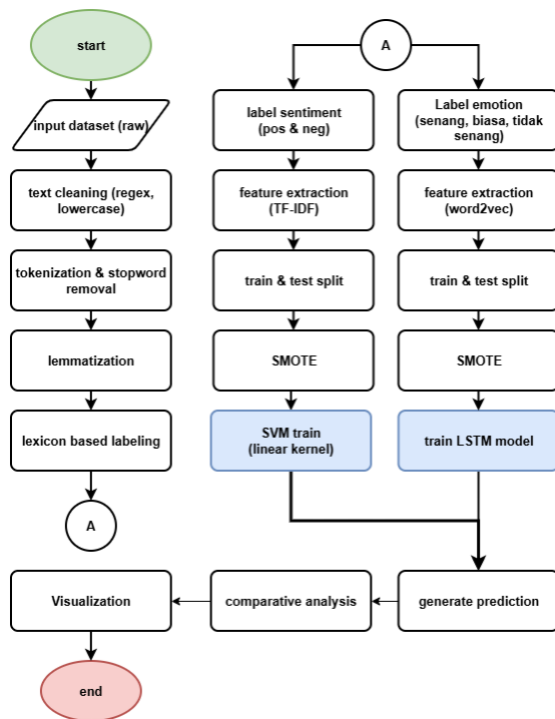 start
input dataset (raw)
text cleaning (regex,
lowercase)
tokenization & stopword
removal
lemmatization
lexicon based labeling
A
A
label sentiment
(pos & neg)
feature extraction
(TF-IDF)
train & test split
SMOTE
SVM train
(linear kernel)
Label emotion
(senang, biasa, tidak
senang)
feature extraction
(word2vec)
train & test split
SMOTE
train LSTM model
generate prediction
comparative analysis
Visualization
end